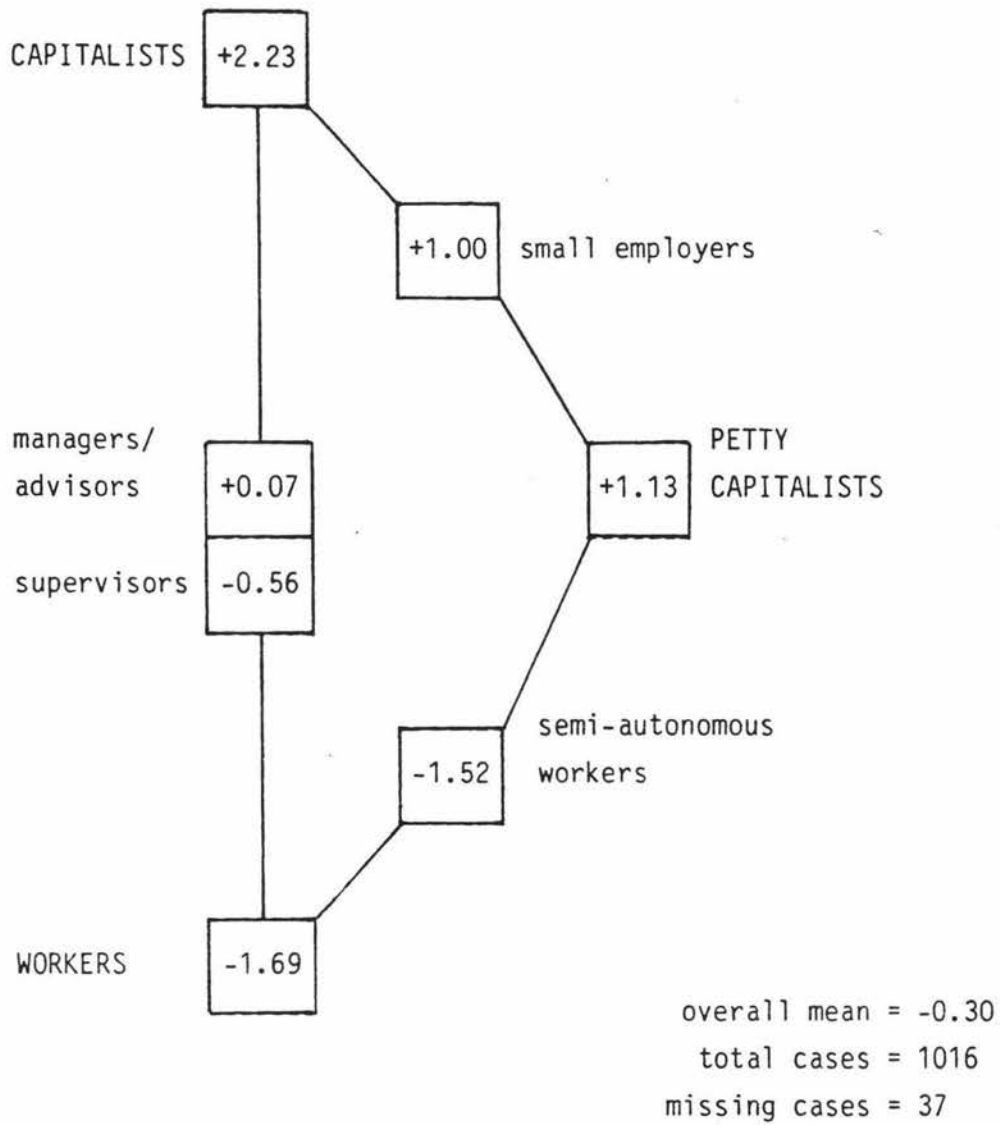 CAPITALISTS +2.23
+1.00 small employers
managers/
advisors +0.07
+1.13 PETTY
CAPITALISTS
supervisors -0.56
semi-autonomous
-1.52 workers
WORKERS -1.69
overall mean = -0.30
total cases = 1016
missing cases = 37